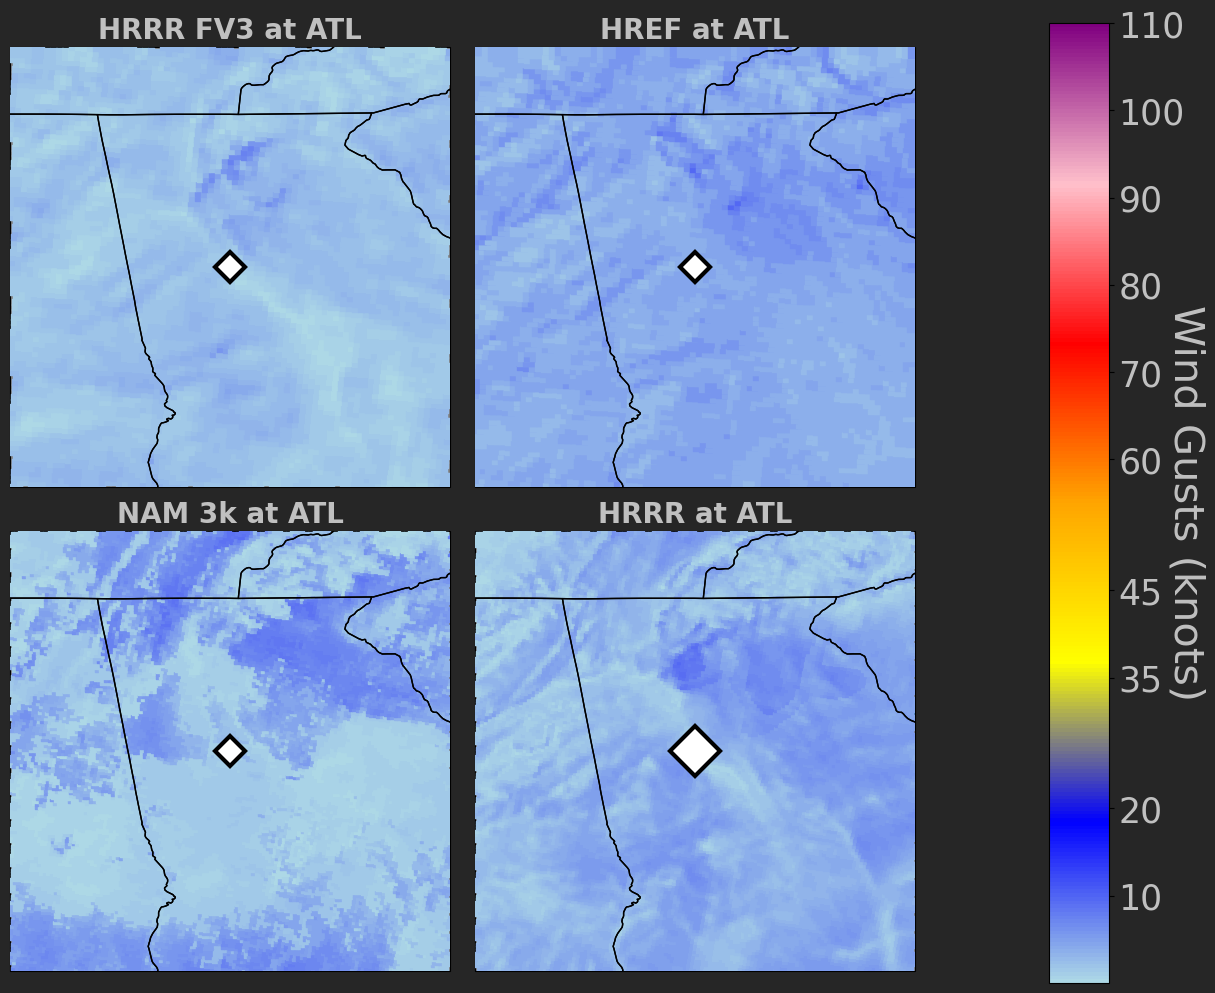 HRRR FV3 at ATL
HREF at ATL
NAM 3k at ATL
HRRR at ATL
110
100
90
80
70
60
45
35
20
10
Wind Gusts (knots)